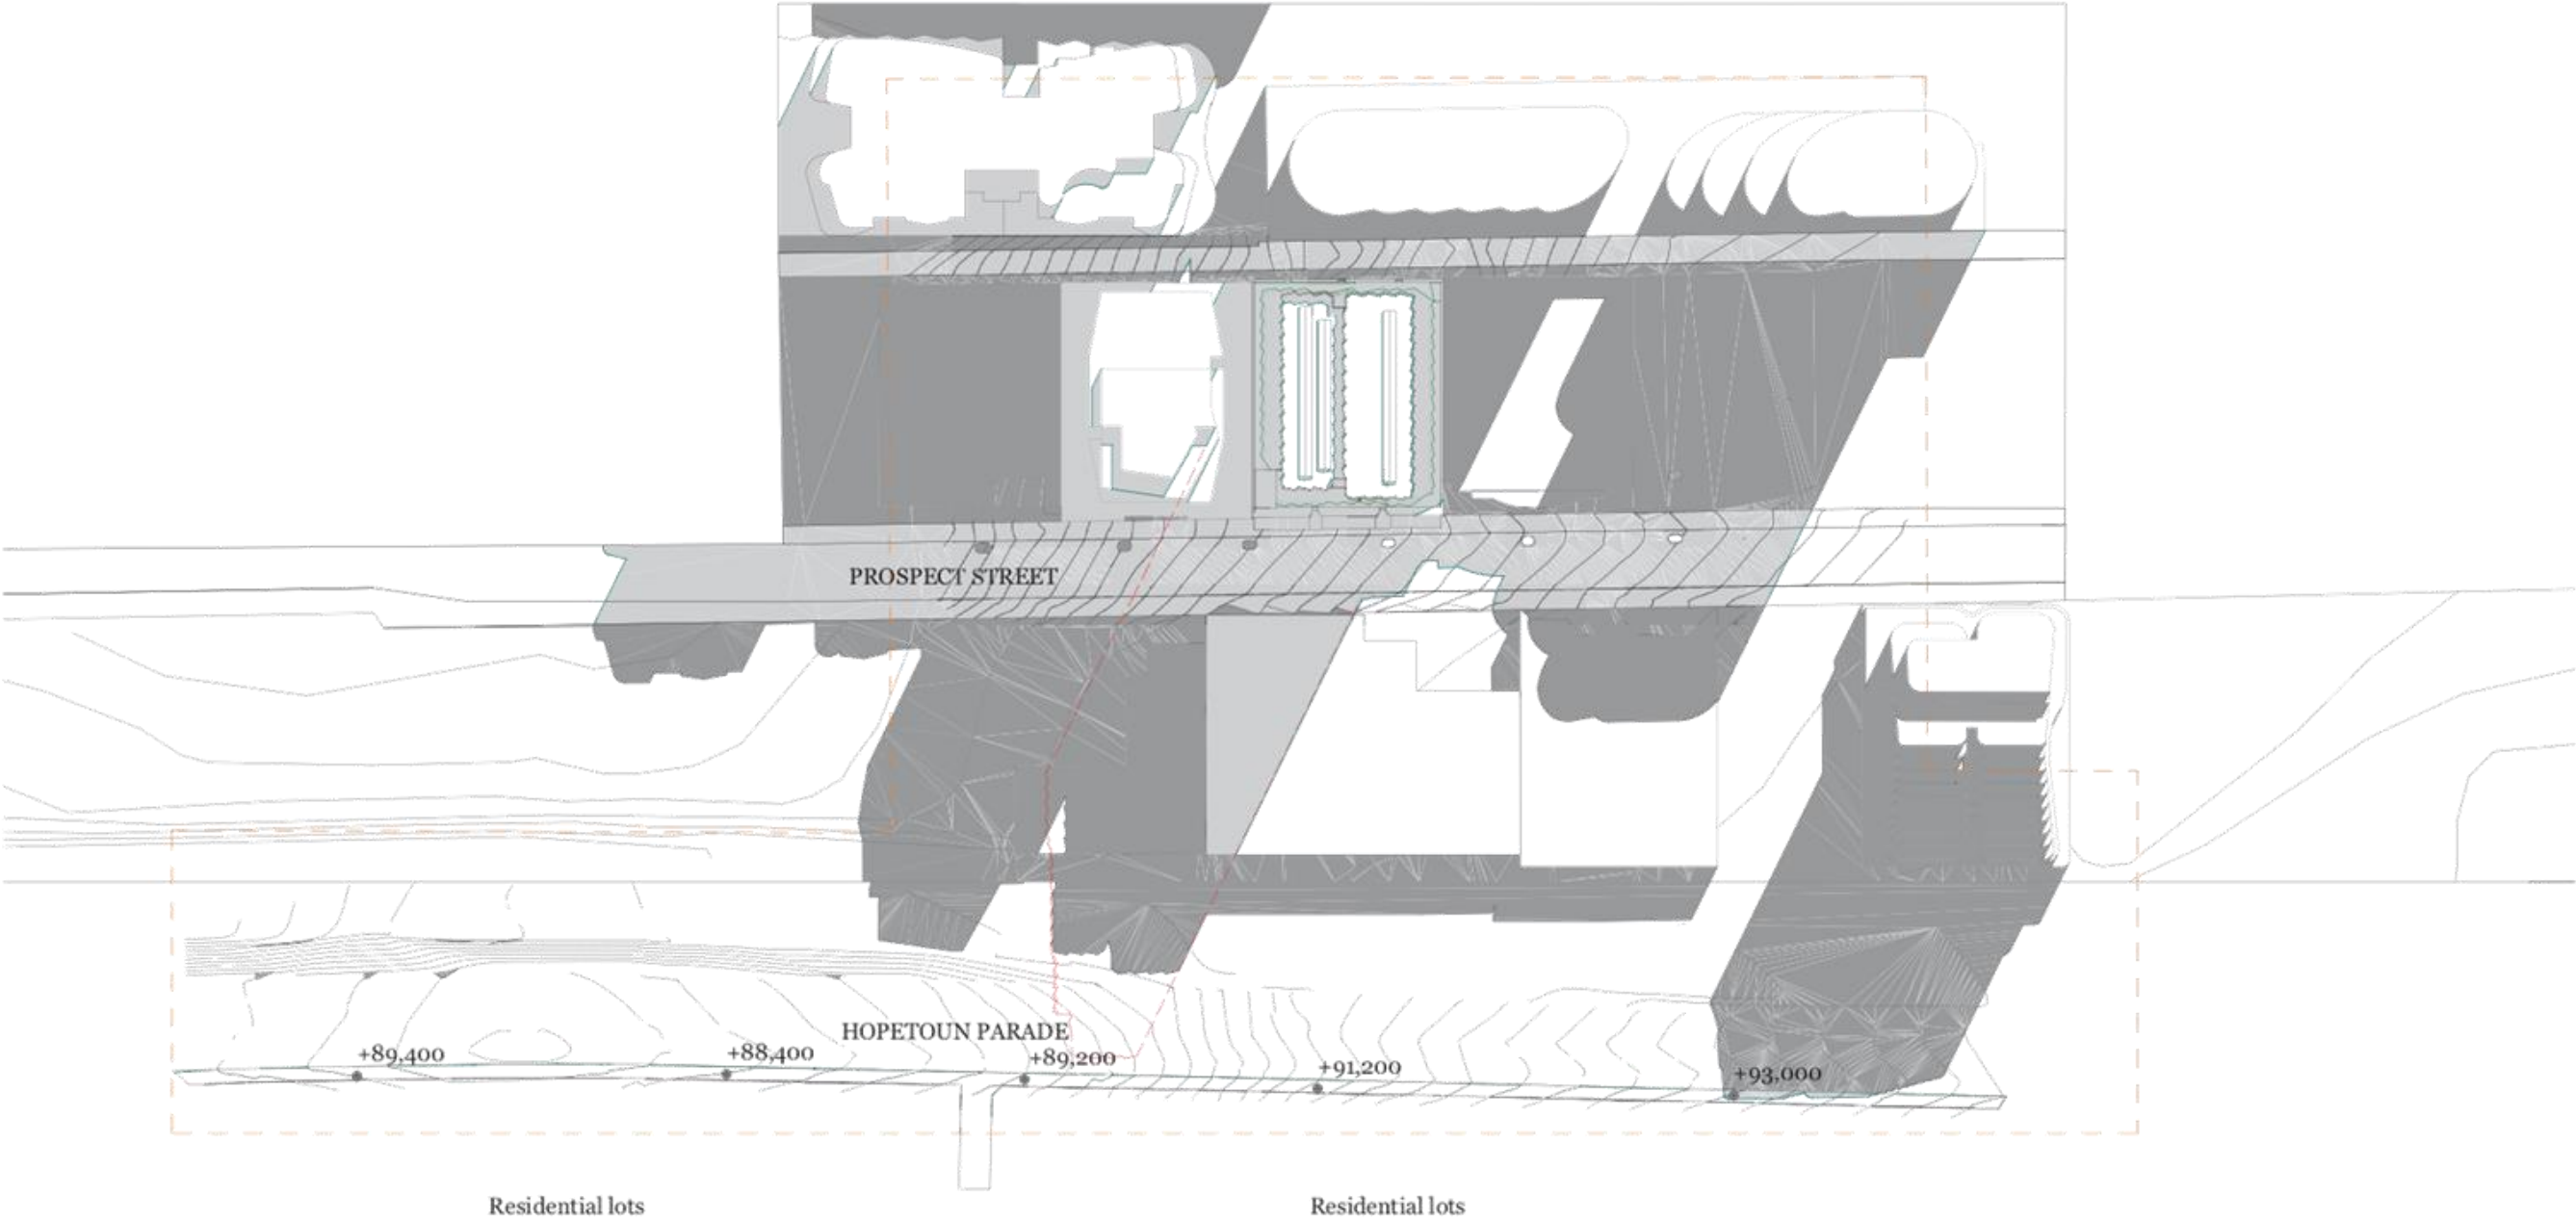 PROSPECT STREET
HOPETOUN PARADE
+89,400
+88,400
+89,200
+91,200
+93,000
Residential lots
Residential lots